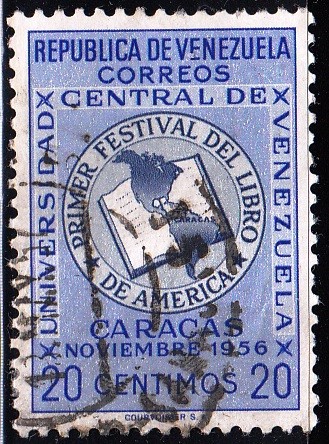 REPUBLICA DE VENEZUELA
CORREOS
UNIVERSIDAD
CENTRAL DE
VENEZUELA
PRIMER FESTIVAL DEL LIBRO
DE AMERICA
CARACAS
CARACAS
NOVIEMBRE 1956
20 CENTIMOS 20
COURVOISIER S.